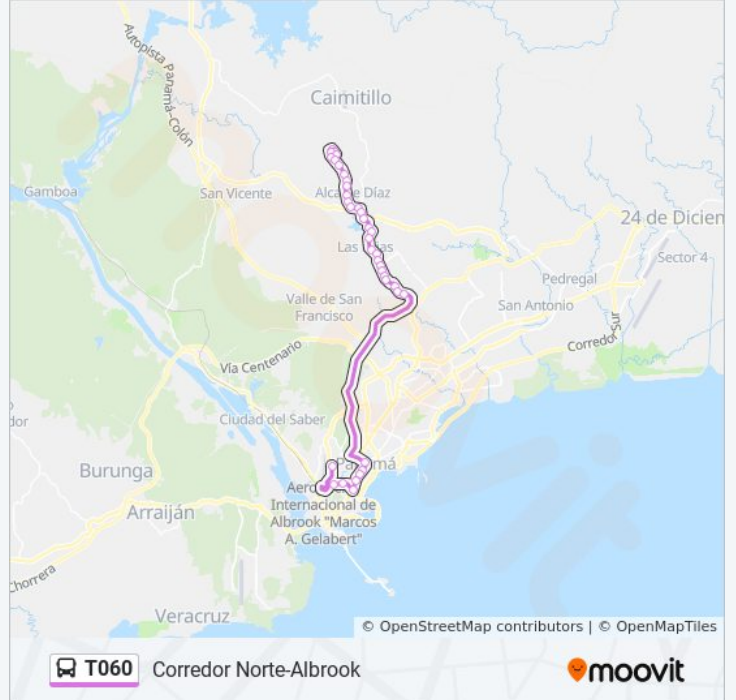 Autopista Panamá-Colón
Caimitillo
Gamboa
San Vicente
Alcalde Díaz
24 de Dicien
Las
Sector 4
Pedregal
Valle de San
Francisco
San Antonio
Corredor Sur
Vía Centenario
dor
Ciudad del Saber
Burunga
Panamá
Aero
Internacional de
Albrook "Marcos
A. Gelabert"
Arraiján
Chorrera
Veracruz
© OpenStreetMap contributors | © OpenMapTiles
T060 Corredor Norte-Albrook
moovit